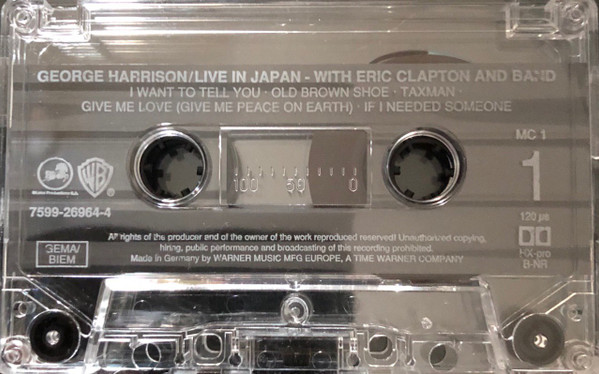 GEORGE HARRISON/LIVE IN JAPAN - WITH ERIC CLAPTON AND BAND
I WANT TO TELL YOU · OLD BROWN SHOE · TAXMAN ·
GIVE ME LOVE (GIVE ME PEACE ON EARTH) · IF I NEEDED SOMEONE
MC 1
1
100 50 0
WB
7599-26964-4
120 µs
GEMA/
BIEM
All rights of the producer and of the owner of the work reproduced reserved! Unauthorized copying,
hiring, public performance and broadcasting of this recording prohibited.
Made in Germany by WARNER MUSIC MFG EUROPE, A TIME WARNER COMPANY
HX-pro
B-NR